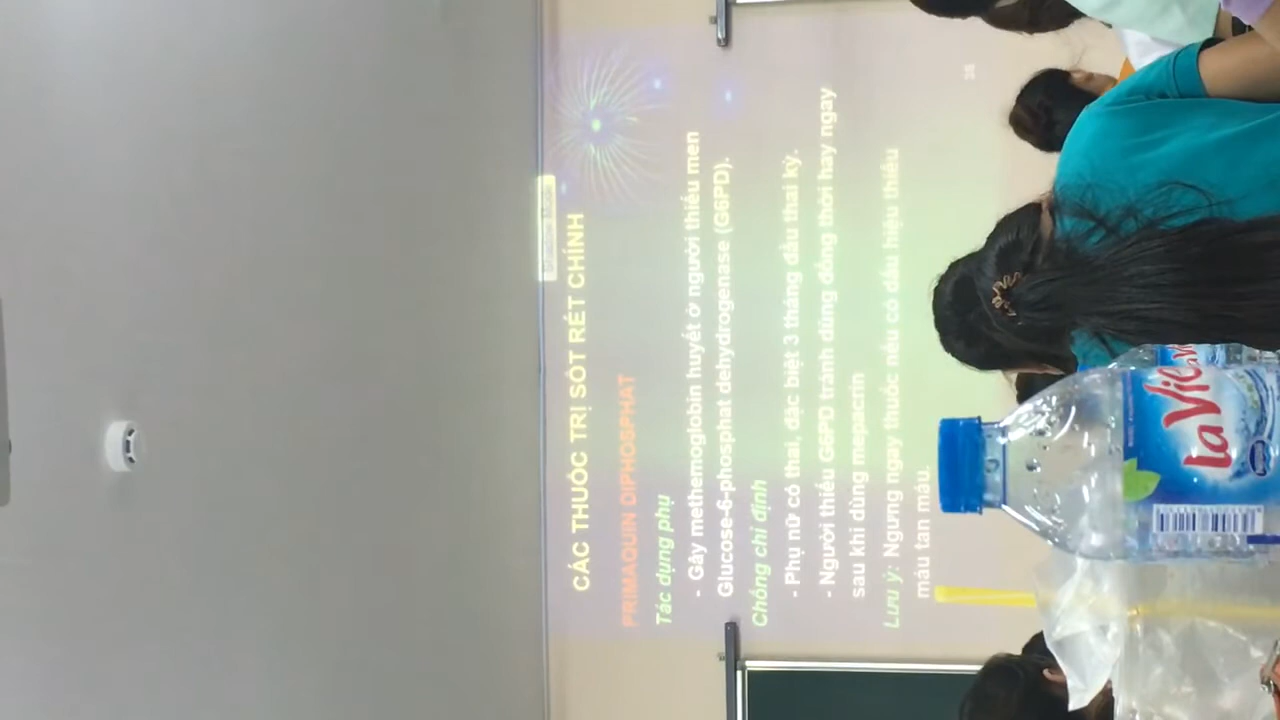 CÁC THUỐC TRỊ SỐT RÉT CHÍNH
PRIMAQUIN DIPHOSPHAT
Tác dụng phụ
- Gây methemoglobin huyết ở người thiếu men
Glucose-6-phosphat dehydrogenase (G6PD).
Chống chỉ định
- Phụ nữ có thai, đặc biệt 3 tháng đầu thai kỳ.
- Người thiếu G6PD tránh dùng đồng thời hay ngay
sau khi dùng mepacrin
Lưu ý: Ngưng ngay thuốc nếu có dấu hiệu thiếu
máu tan máu.
La Vie